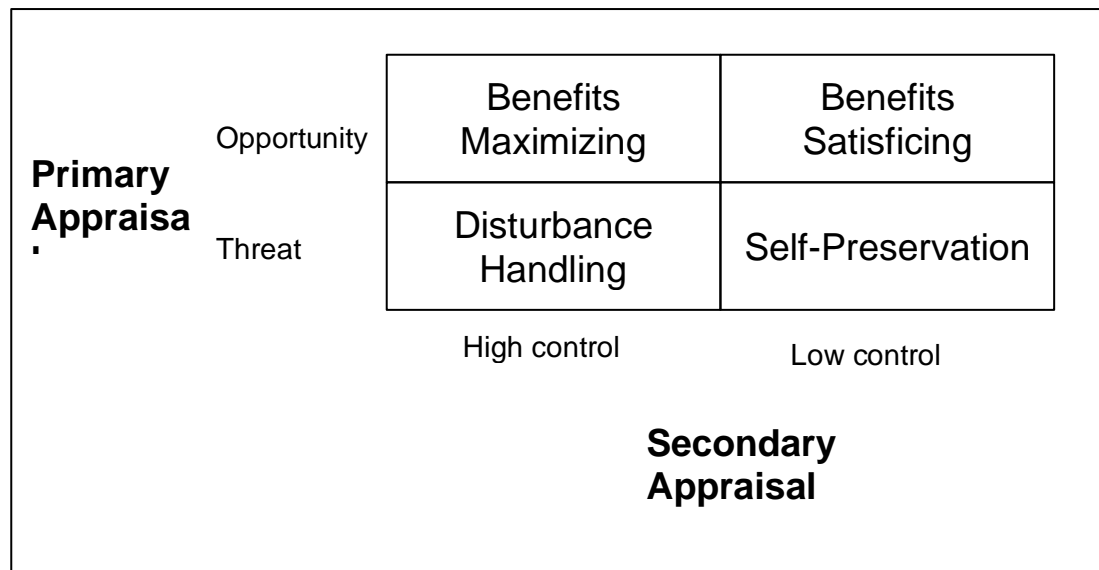 Benefits
Maximizing
Benefits
Satisficing
Opportunity
Primary
Appraisa
Threat
Disturbance
Handling
Self-Preservation
High control
Low control
Secondary
Appraisal